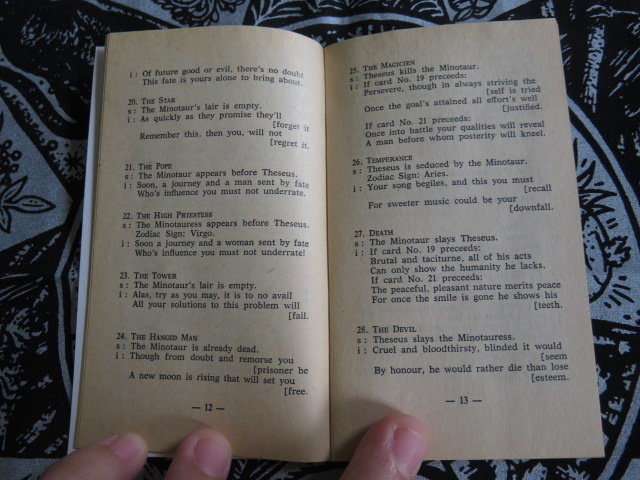 i : Of future good or evil, there's no doubt
This fate is yours alone to bring about.
20. THE STAR
s : The Minotaur's lair is empty.
i : As quickly as they promise they'll
[forget it
Remember this, then you, will not
[regret it.
21. THE POPE
s : The Minotaur appears before Theseus.
i : Soon, a journey and a man sent by fate
Who's influence you must not underrate!
22. THE HIGH PRIESTESS
s : The Minotauress appears before Theseus.
Zodiac Sign: Virgo.
i : Soon a journey and a woman sent by fate
Who's influence you must not underrate!
23. THE TOWER
s : The Minotaur's lair is empty.
i : Alas, try as you may, it is to no avail
All your solutions to this problem will
[fail.
24. THE HANGED MAN
s : The Minotaur is already dead.
i : Though from doubt and remorse you
[prisoner be
A new moon is rising that will set you
[free.
— 12 —
25. THE MAGICIEN
s : Theseus kills the Minotaur.
i : If card No. 19 preceeds:
Persevere, though in always striving the
[self is tried
Once the goal's attained all effort's well
[justified.
If card No. 21 preceeds:
Once into battle your qualities will reveal
A man before whom posterity will kneel.
26. TEMPERANCE
s : Theseus is seduced by the Minotaur.
Zodiac Sign: Aries.
i : Your song begiles, and this you must
[recall
For sweeter music could be your
[downfall.
27. DEATH
s : The Minotaur slays Theseus.
i : If card No. 19 preceeds:
Brutal and taciturne, all of his acts
Can only show the humanity he lacks.
If card No. 21 preceeds:
The peaceful, pleasant nature merits peace
For once the smile is gone he shows his
[teeth.
28. THE DEVIL
s : Theseus slays the Minotauress.
i : Cruel and bloodthirsty, blinded it would
[seem
By honour, he would rather die than lose
[esteem.
— 13 —